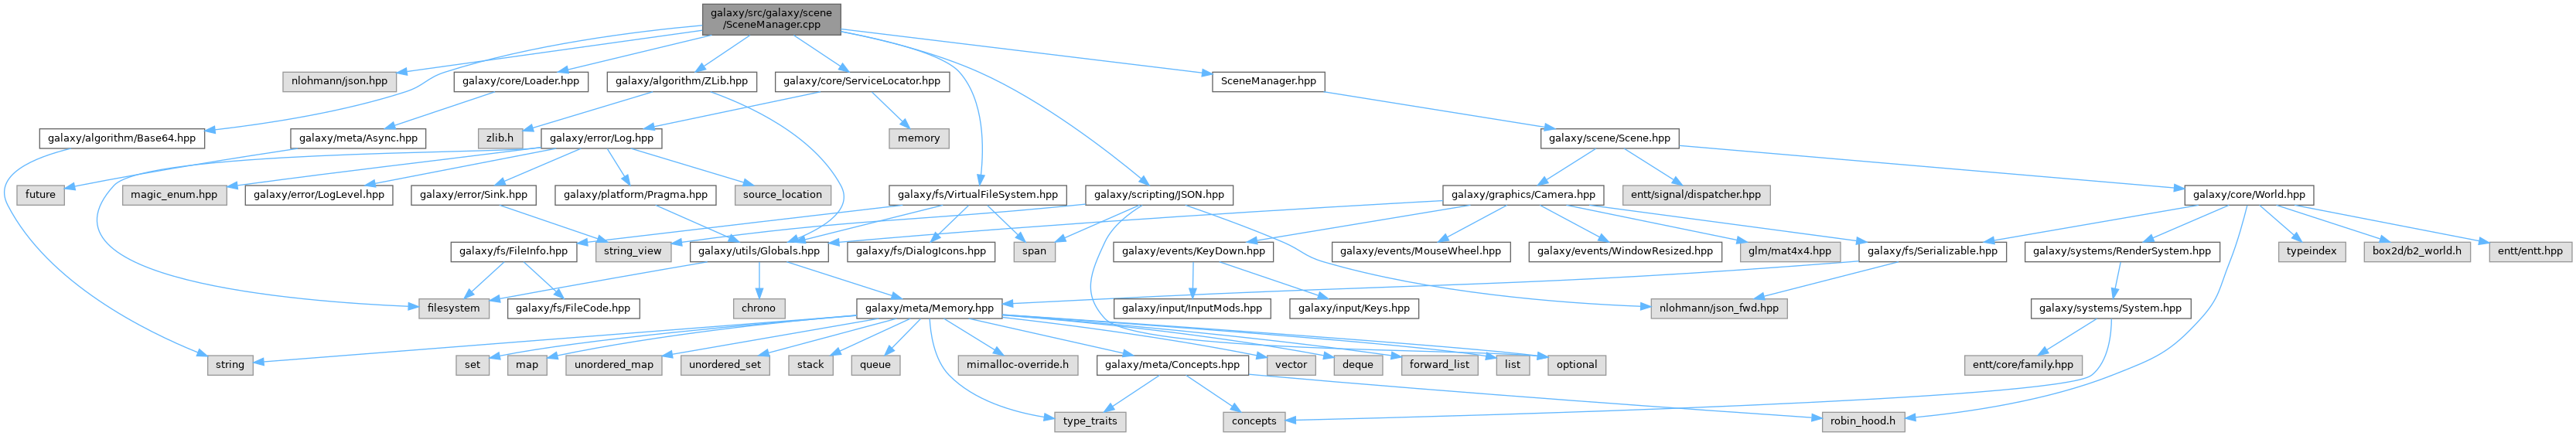 galaxy/src/galaxy/scene
/SceneManager.cpp
nlohmann/json.hpp
galaxy/core/Loader.hpp
galaxy/algorithm/ZLib.hpp
galaxy/core/ServiceLocator.hpp
SceneManager.hpp
galaxy/algorithm/Base64.hpp
galaxy/meta/Async.hpp
zlib.h
galaxy/error/Log.hpp
memory
galaxy/scene/Scene.hpp
future
magic_enum.hpp
galaxy/error/LogLevel.hpp
galaxy/error/Sink.hpp
galaxy/platform/Pragma.hpp
source_location
galaxy/fs/VirtualFileSystem.hpp
galaxy/scripting/JSON.hpp
galaxy/graphics/Camera.hpp
entt/signal/dispatcher.hpp
galaxy/core/World.hpp
galaxy/fs/FileInfo.hpp
string_view
galaxy/utils/Globals.hpp
galaxy/fs/DialogIcons.hpp
span
galaxy/events/KeyDown.hpp
galaxy/events/MouseWheel.hpp
galaxy/events/WindowResized.hpp
glm/mat4x4.hpp
galaxy/fs/Serializable.hpp
galaxy/systems/RenderSystem.hpp
typeindex
box2d/b2_world.h
entt/entt.hpp
filesystem
galaxy/fs/FileCode.hpp
chrono
galaxy/meta/Memory.hpp
galaxy/input/InputMods.hpp
galaxy/input/Keys.hpp
nlohmann/json_fwd.hpp
galaxy/systems/System.hpp
string
set
map
unordered_map
unordered_set
stack
queue
mimalloc-override.h
galaxy/meta/Concepts.hpp
vector
deque
forward_list
list
optional
entt/core/family.hpp
type_traits
concepts
robin_hood.h